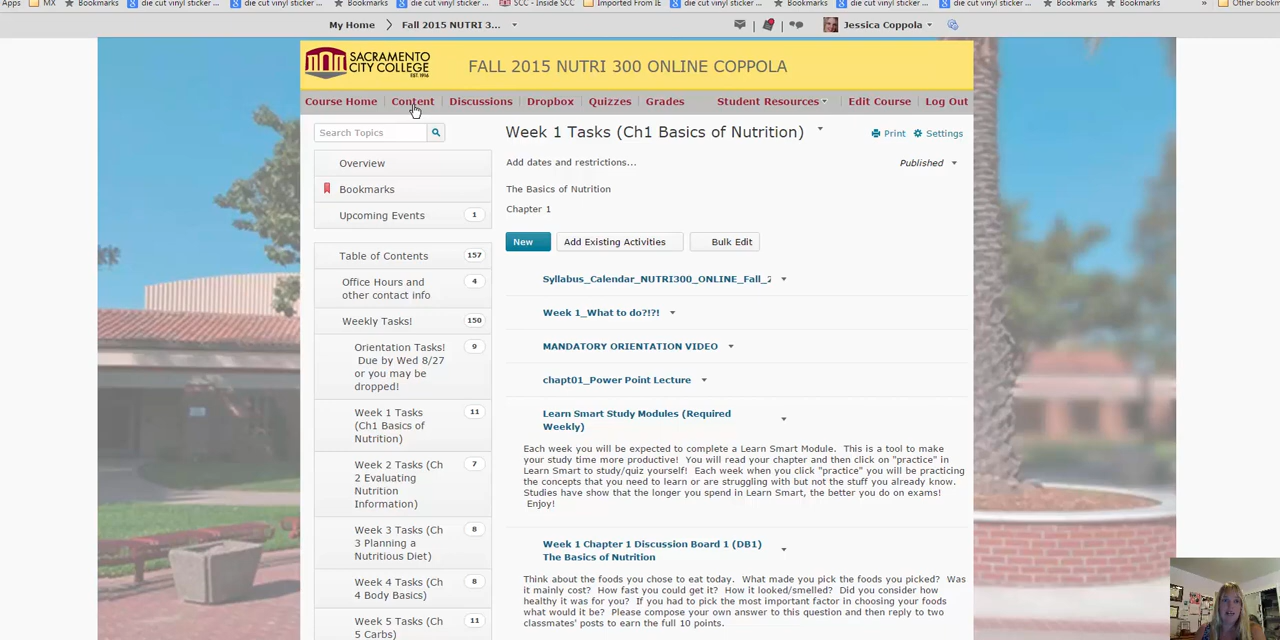 Apps MX Bookmarks die cut vinyl sticker ... Bookmarks die cut vinyl sticker ... Bookmarks die cut vinyl sticker ... SCC - Inside SCC Imported From IE die cut vinyl sticker ... Bookmarks die cut vinyl sticker ... die cut vinyl sticker ... Bookmarks Bookmarks » Other bookm
My Home Fall 2015 NUTRI 3... Jessica Coppola
SACRAMENTO
CITY COLLEGE
EST. 1916
FALL 2015 NUTRI 300 ONLINE COPPOLA
Course Home Content Discussions Dropbox Quizzes Grades Student Resources Edit Course Log Out
Search Topics
Week 1 Tasks (Ch1 Basics of Nutrition) Print Settings
Overview
Add dates and restrictions... Published
Bookmarks
The Basics of Nutrition
Upcoming Events 1
Chapter 1
New Add Existing Activities Bulk Edit
Table of Contents 157
Office Hours and
other contact info 4
Weekly Tasks! 150
Orientation Tasks!
Due by Wed 8/27
or you may be
dropped! 9
Week 1 Tasks
(Ch1 Basics of
Nutrition) 11
Week 2 Tasks (Ch
2 Evaluating
Nutrition
Information) 7
Week 3 Tasks (Ch
3 Planning a
Nutritious Diet) 8
Week 4 Tasks (Ch
4 Body Basics) 8
Week 5 Tasks (Ch
5 Carbs) 11
Syllabus_Calendar_NUTRI300_ONLINE_Fall_2
Week 1_What to do?!?!
MANDATORY ORIENTATION VIDEO
chapt01_Power Point Lecture
Learn Smart Study Modules (Required
Weekly)
Each week you will be expected to complete a Learn Smart Module. This is a tool to make
your study time more productive! You will read your chapter and then click on "practice" in
Learn Smart to study/quiz yourself! Each week when you click "practice" you will be practicing
the concepts that you need to learn or are struggling with but not the stuff you already know.
Studies have show that the longer you spend in Learn Smart, the better you do on exams!
Enjoy!
Week 1 Chapter 1 Discussion Board 1 (DB1)
The Basics of Nutrition
Think about the foods you chose to eat today. What made you pick the foods you picked? Was
it mainly cost? How fast you could get it? How it looked/smelled? Did you consider how
healthy it was for you? If you had to pick the most important factor in choosing your foods
what would it be? Please compose your own answer to this question and then reply to two
classmates' posts to earn the full 10 points.